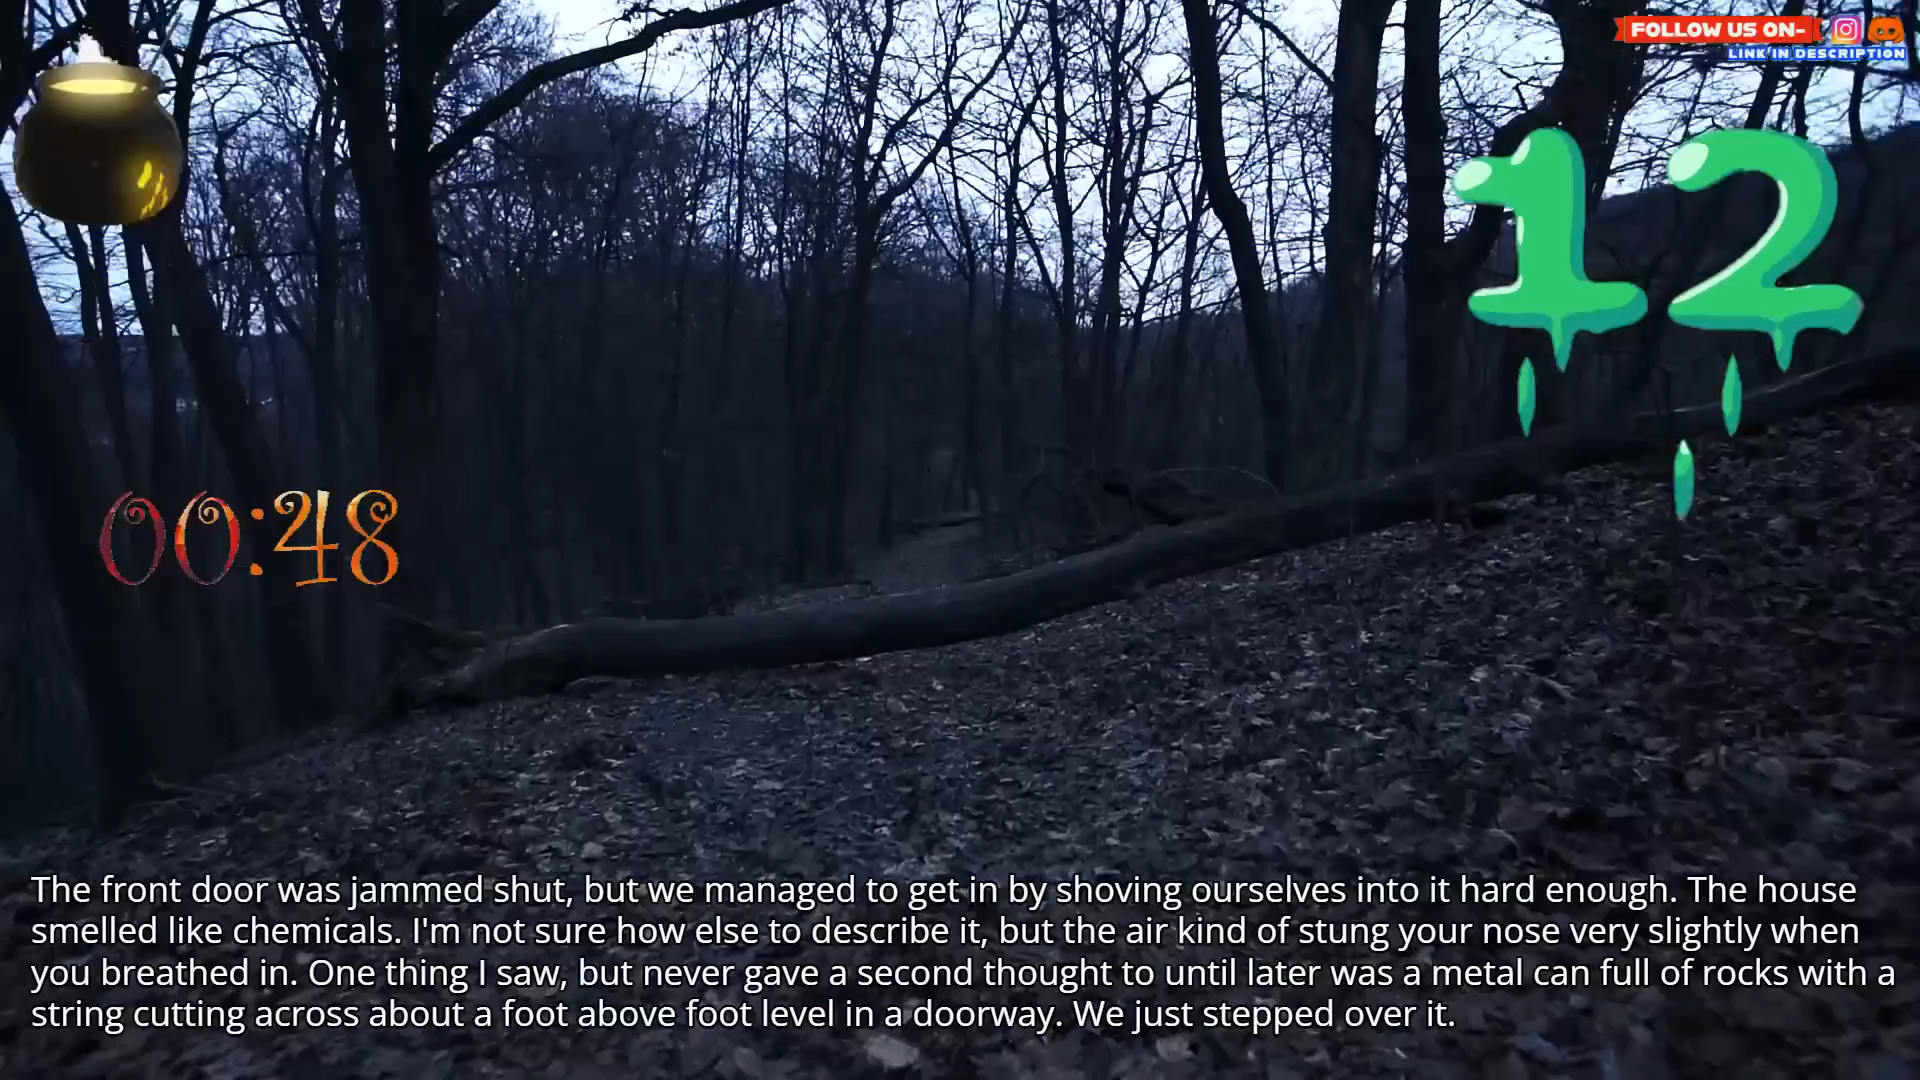 FOLLOW US ON-
LINK IN DESCRIPTION
12
00:48
The front door was jammed shut, but we managed to get in by shoving ourselves into it hard enough. The house
smelled like chemicals. I'm not sure how else to describe it, but the air kind of stung your nose very slightly when
you breathed in. One thing I saw, but never gave a second thought to until later was a metal can full of rocks with a
string cutting across about a foot above foot level in a doorway. We just stepped over it.